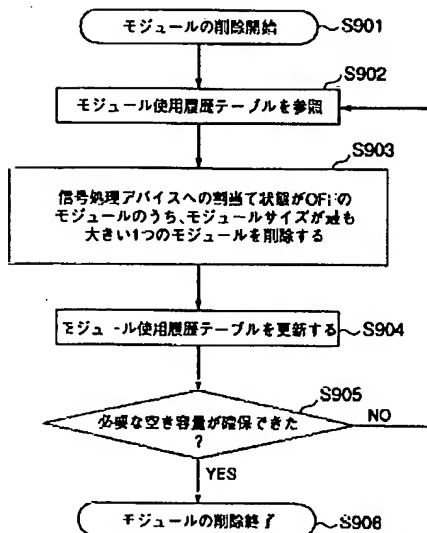 モジュールの削除開始
S901
S902
モジュール使用履歴テーブルを参照
S903
信号処理デバイスへの割当て状態がOFFの
モジュールのうち、モジュールサイズが最も
大きい1つのモジュールを削除する
モジュール使用履歴テーブルを更新する
S904
S905
必要な空き容量が確保できた
?
NO
YES
モジュールの削除終了
S906